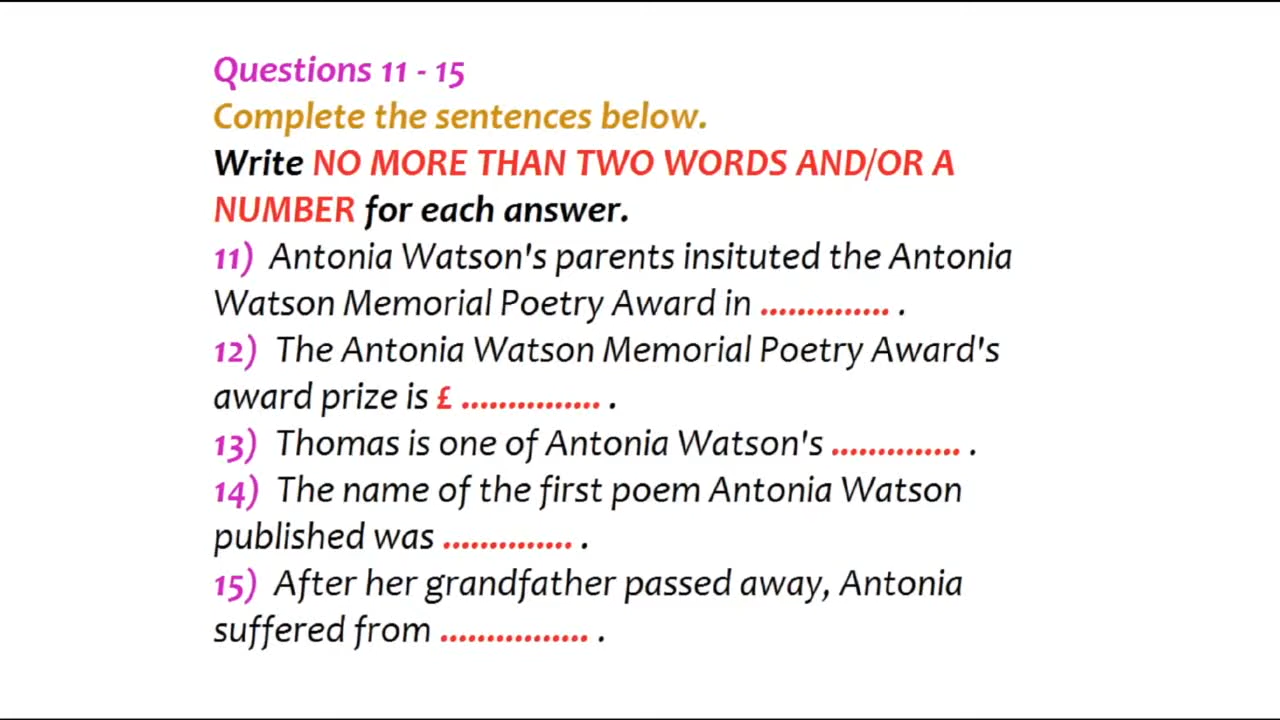 Questions 11 - 15
Complete the sentences below.
Write NO MORE THAN TWO WORDS AND/OR A
NUMBER for each answer.
11) Antonia Watson's parents insituted the Antonia
Watson Memorial Poetry Award in .............. .
12) The Antonia Watson Memorial Poetry Award's
award prize is £ ............... .
13) Thomas is one of Antonia Watson's .............. .
14) The name of the first poem Antonia Watson
published was .............. .
15) After her grandfather passed away, Antonia
suffered from ................ .